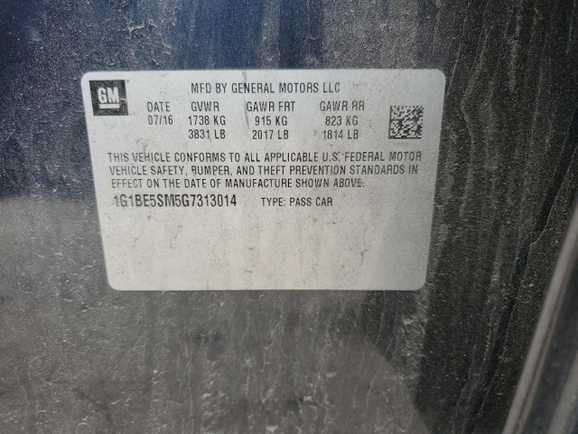 GM
MFD BY GENERAL MOTORS LLC
DATE GVWR GAWR FRT GAWR RR
07/16 1738 KG 915 KG 823 KG
3831 LB 2017 LB 1814 LB
THIS VEHICLE CONFORMS TO ALL APPLICABLE U.S. FEDERAL MOTOR
VEHICLE SAFETY, BUMPER, AND THEFT PREVENTION STANDARDS IN
EFFECT ON THE DATE OF MANUFACTURE SHOWN ABOVE.
1G1BE5SM5G7313014 TYPE: PASS CAR